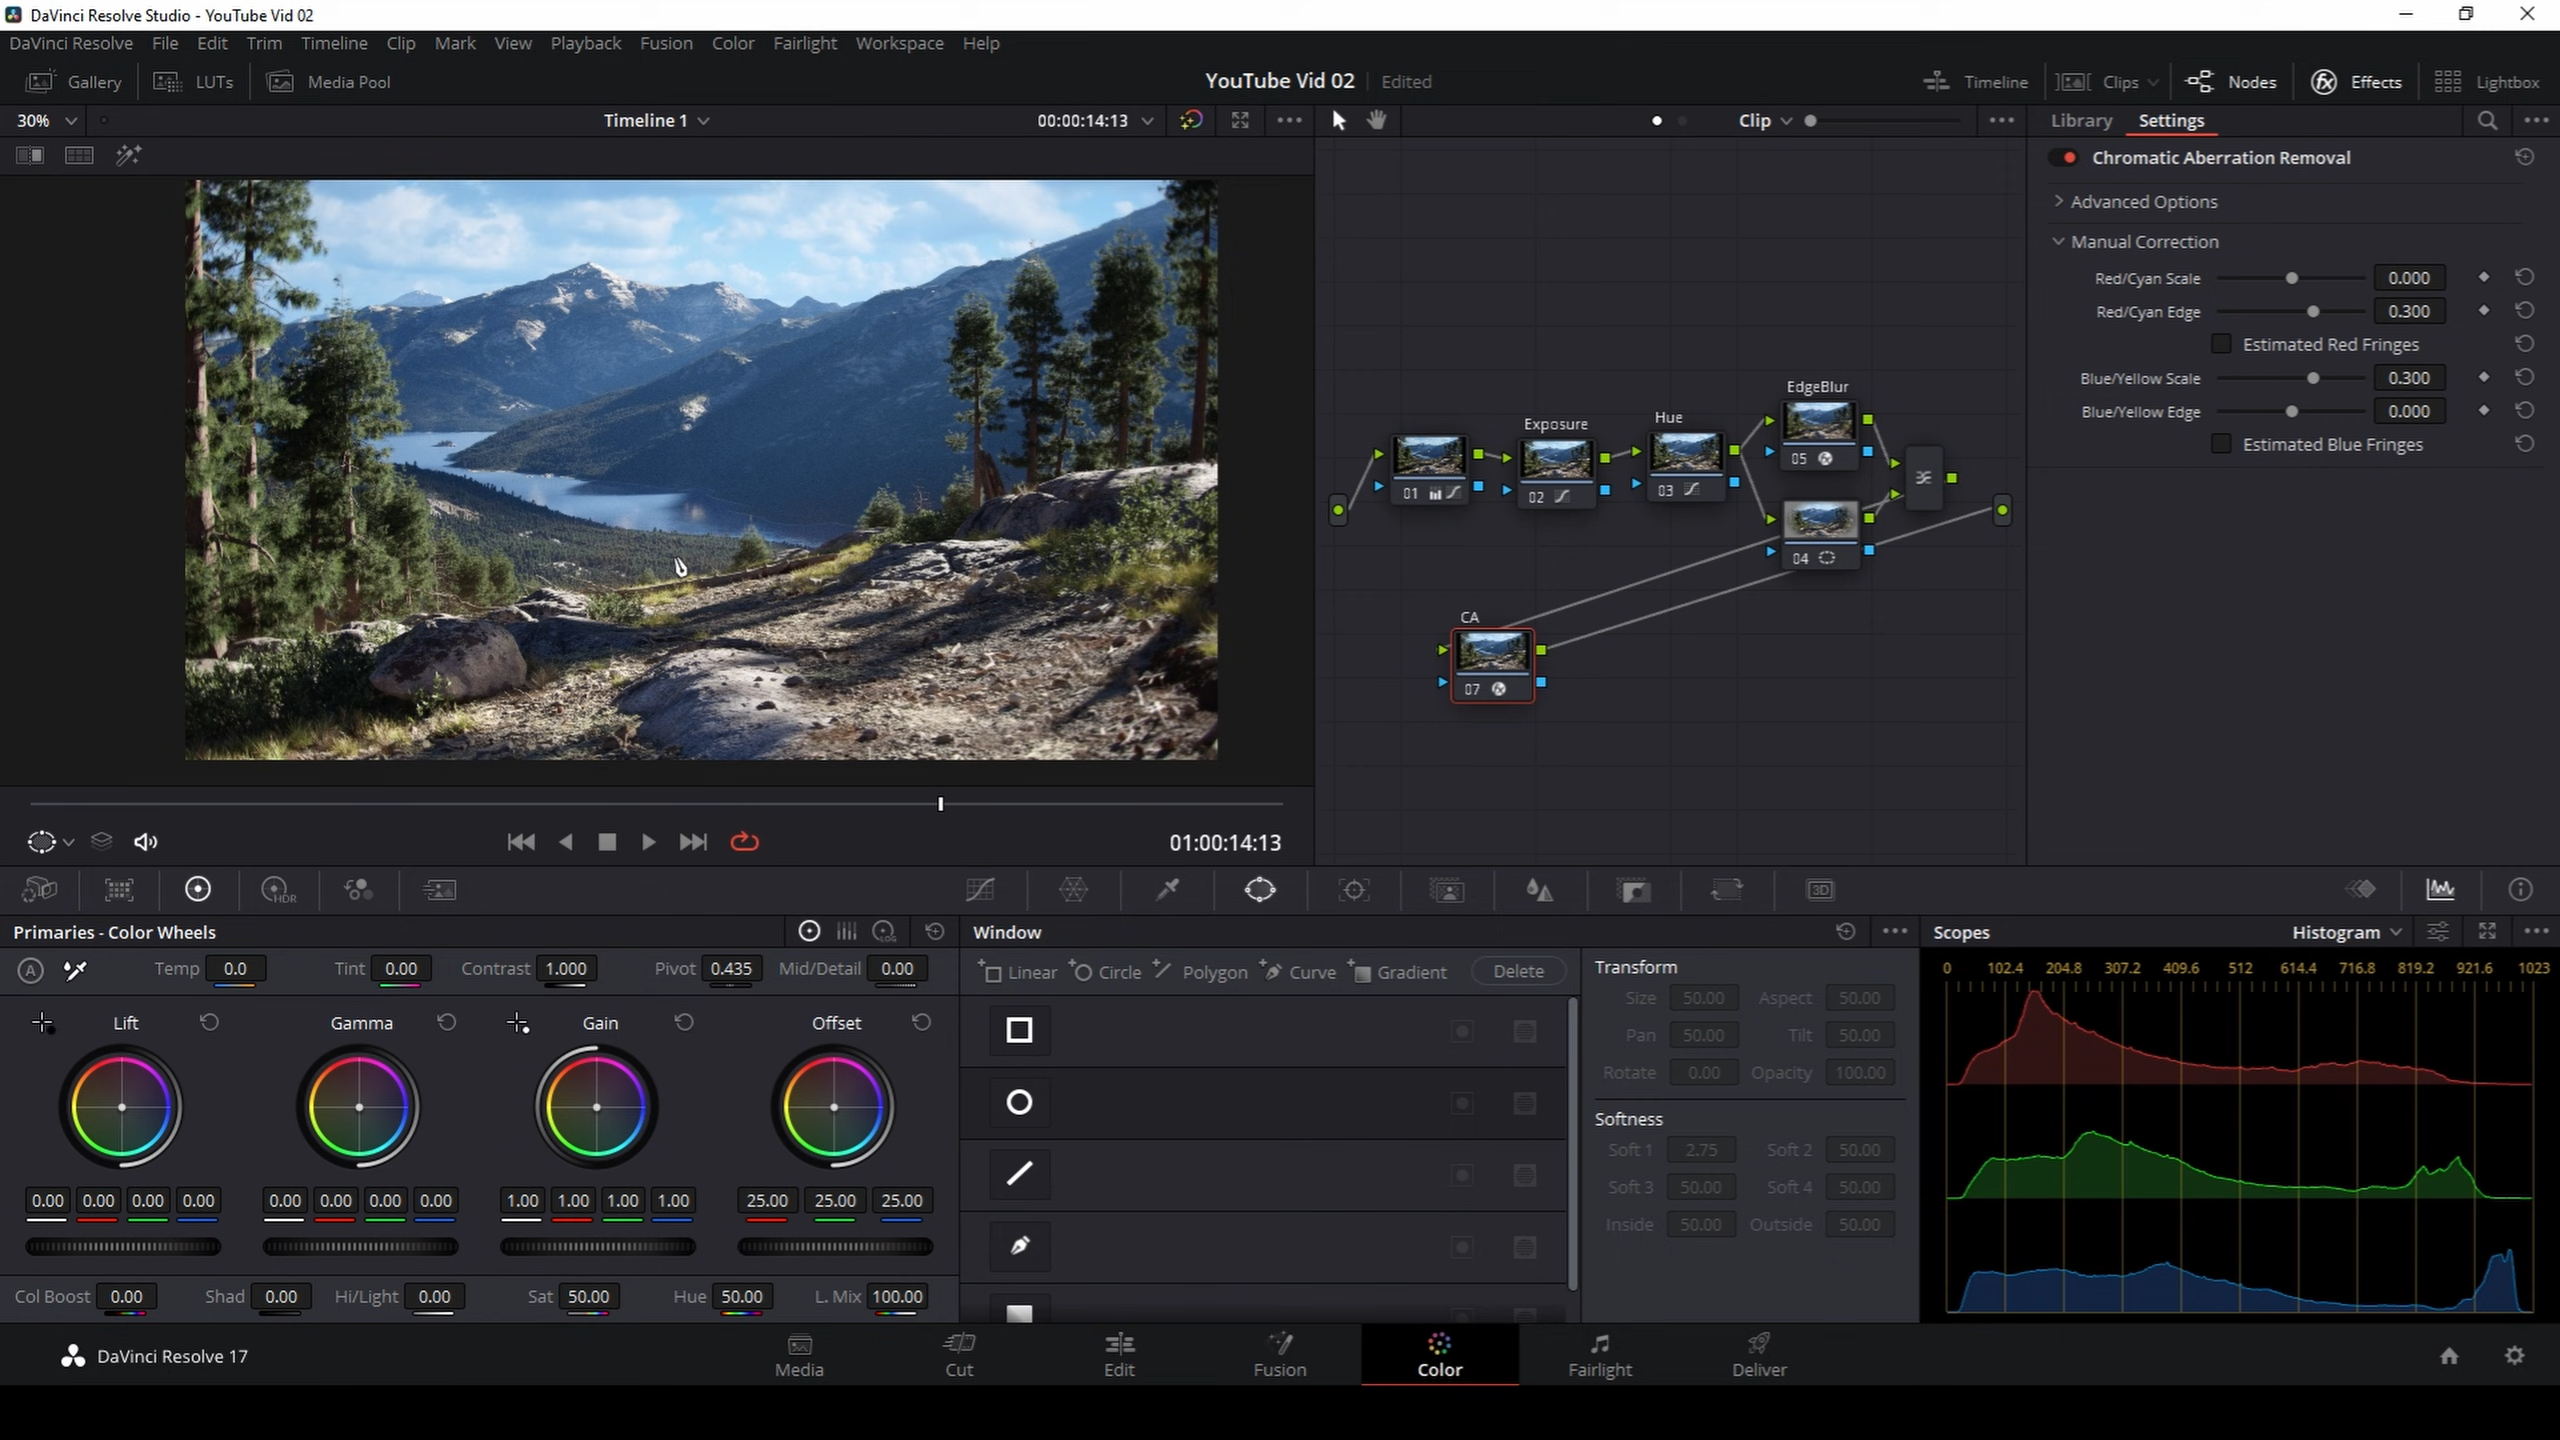 DaVinci Resolve Studio - YouTube Vid 02
DaVinci Resolve File Edit Trim Timeline Clip Mark View Playback Fusion Color Fairlight Workspace Help
Gallery LUTs Media Pool YouTube Vid 02 Edited Timeline Clips Nodes Effects Lightbox
30% Timeline 1 00:00:14:13 Clip Library Settings
Chromatic Aberration Removal
Advanced Options
Manual Correction
Red/Cyan Scale 0.000
Red/Cyan Edge 0.300
Estimated Red Fringes
Blue/Yellow Scale 0.300
Blue/Yellow Edge 0.000
Estimated Blue Fringes
EdgeBlur
Exposure Hue
05
01 02 03
04
CA
07
01:00:14:13
HDR 3D
Primaries - Color Wheels LOG Window Scopes Histogram
A Temp 0.0 Tint 0.00 Contrast 1.000 Pivot 0.435 Mid/Detail 0.00
Linear Circle Polygon Curve Gradient Delete
Transform
0 102.4 204.8 307.2 409.6 512 614.4 716.8 819.2 921.6 1023
Size 50.00 Aspect 50.00
Lift Gamma Gain Offset
Pan 50.00 Tilt 50.00
Rotate 0.00 Opacity 100.00
Softness
Soft 1 2.75 Soft 2 50.00
Soft 3 50.00 Soft 4 50.00
Inside 50.00 Outside 50.00
0.00 0.00 0.00 0.00 0.00 0.00 0.00 0.00 1.00 1.00 1.00 1.00 25.00 25.00 25.00
Col Boost 0.00 Shad 0.00 Hi/Light 0.00 Sat 50.00 Hue 50.00 L. Mix 100.00
DaVinci Resolve 17
Media Cut Edit Fusion Color Fairlight Deliver